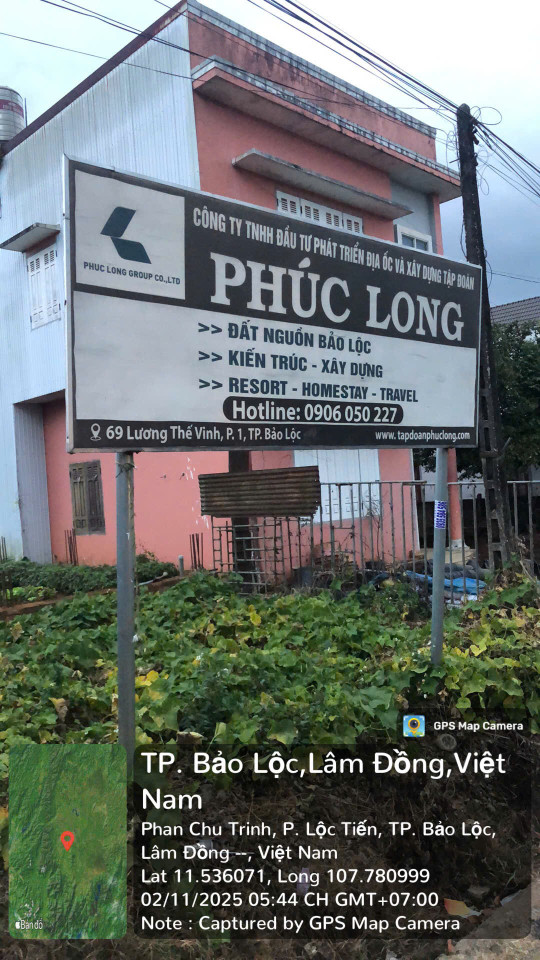 PHUC LONG GROUP CO.,LTD
CÔNG TY TNHH ĐẦU TƯ PHÁT TRIỂN ĐỊA ỐC VÀ XÂY DỰNG TẬP ĐOÀN
PHÚC LONG
>> ĐẤT NGUỒN BẢO LỘC
>> KIẾN TRÚC - XÂY DỰNG
>> RESORT - HOMESTAY - TRAVEL
Hotline: 0906 050 227
69 Lương Thế Vinh, P. 1, TP. Bảo Lộc
www.tapdoanphuclong.com
GPS Map Camera
TP. Bảo Lộc,Lâm Đồng,Việt
Nam
Phan Chu Trinh, P. Lộc Tiến, TP. Bảo Lộc,
Lâm Đồng --, Việt Nam
Lat 11.536071, Long 107.780999
02/11/2025 05:44 CH GMT+07:00
Note : Captured by GPS Map Camera
Bản đồ